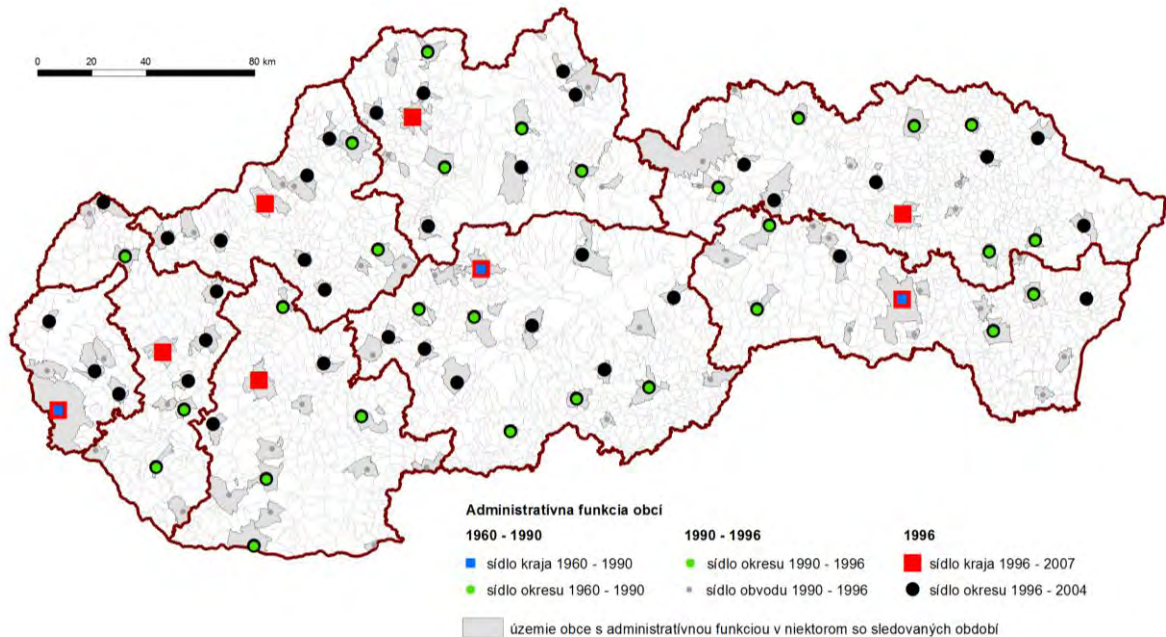 0 20 40 80 km
Administratívna funkcia obcí
1960 - 1990 1990 - 1996 1996
sídlo kraja 1960 - 1990 sídlo okresu 1990 - 1996 sídlo kraja 1996 - 2007
sídlo okresu 1960 - 1990 sídlo obvodu 1990 - 1996 sídlo okresu 1996 - 2004
územie obce s administratívnou funkciou v niektorom so sledovaných období